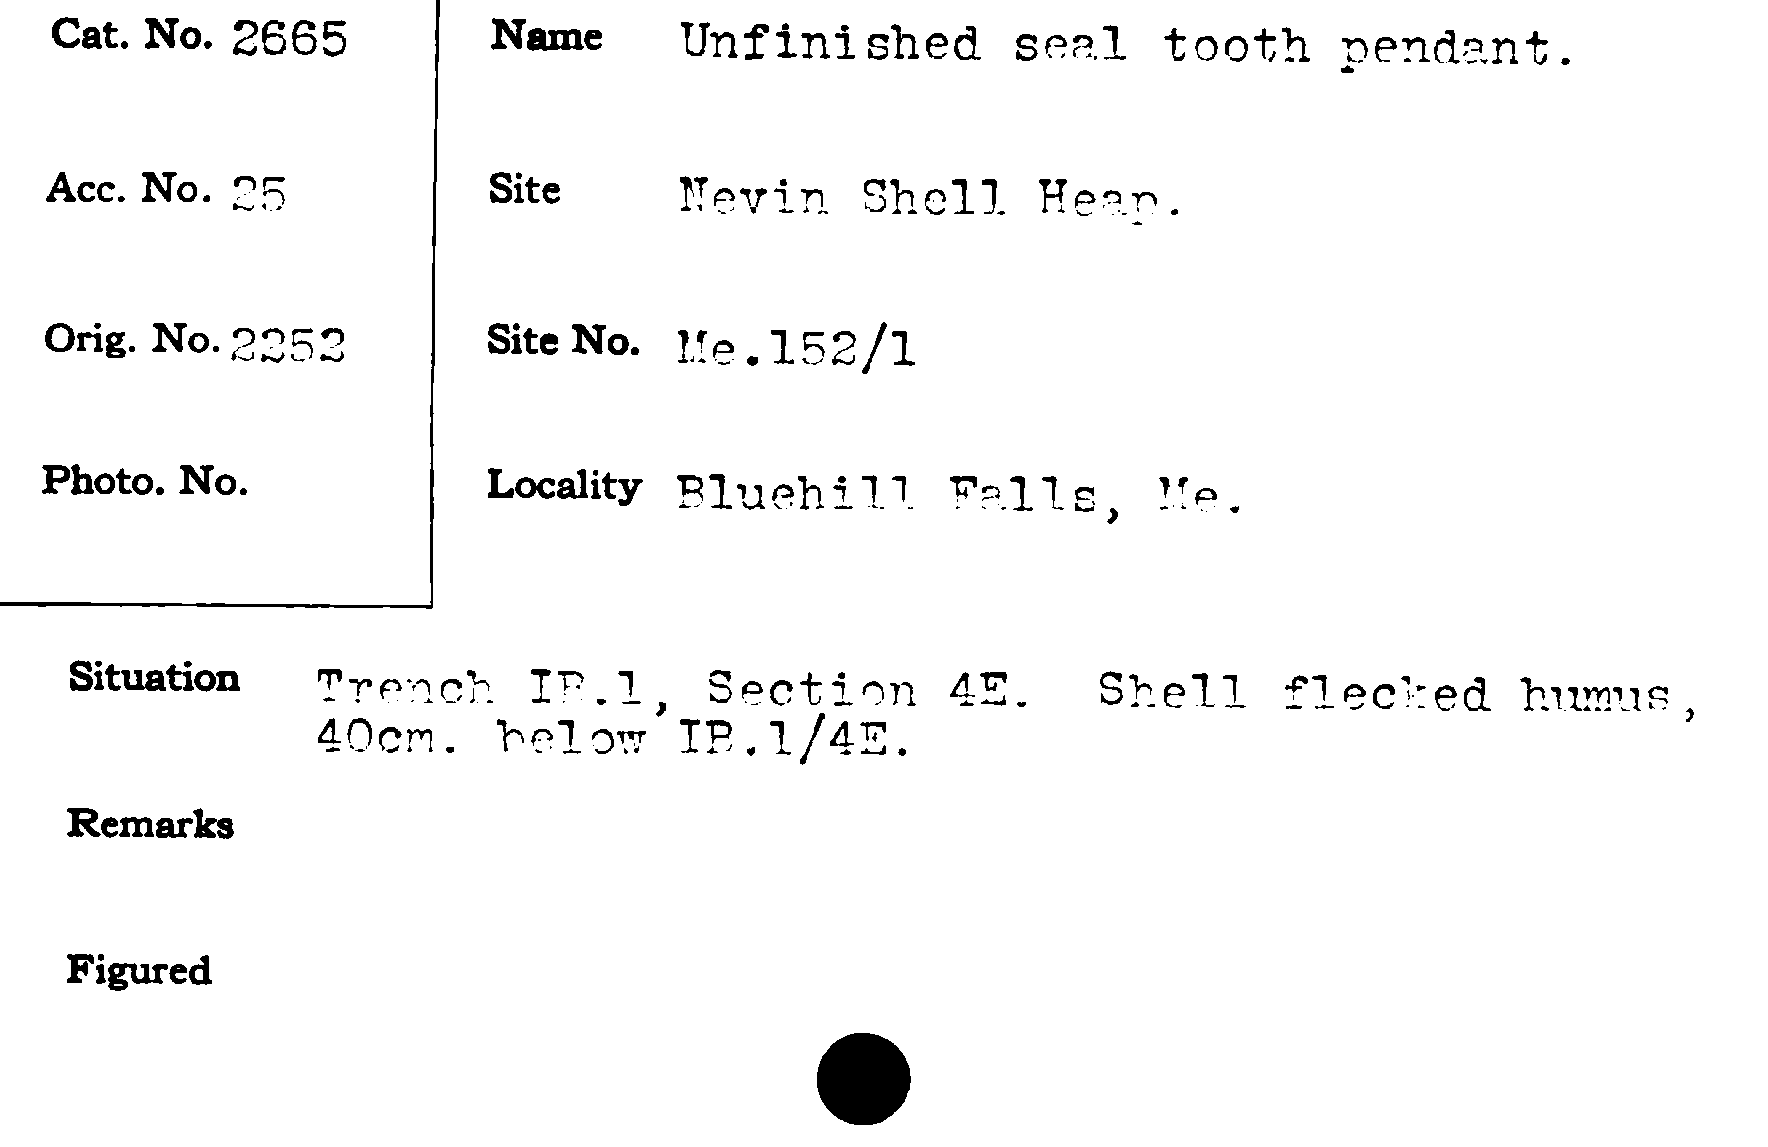 Cat. No. 2665
Name Unfinished seal tooth pendant.
Acc. No. 25
Site Nevin Shell Heap.
Orig. No. 2252
Site No. Me.152/1
Photo. No.
Locality Bluehill Falls, Me.
Situation Trench IB.1, Section 4E. Shell flecked humus,
40cm. below IB.1/4E.
Remarks
Figured